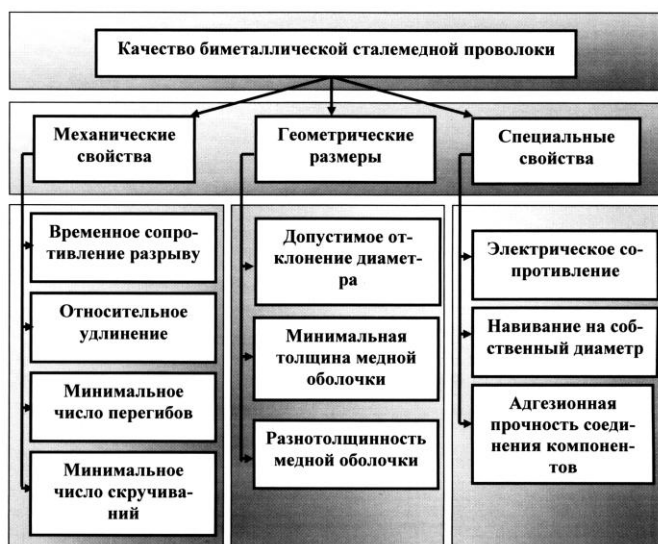 Качество биметаллической сталемедной проволоки
Механические
свойства
Геометрические
размеры
Специальные
свойства
Временное сопро-
тивление разрыву
Относительное
удлинение
Минимальное
число перегибов
Минимальное
число скручива-
ний
Допустимое от-
клонение диамет-
ра
Минимальная
толщина медной
оболочки
Разнотолщинность
медной оболочки
Электрическое со-
противление
Навивание на соб-
ственный диаметр
Адгезионная
прочность соеди-
нения компонен-
тов